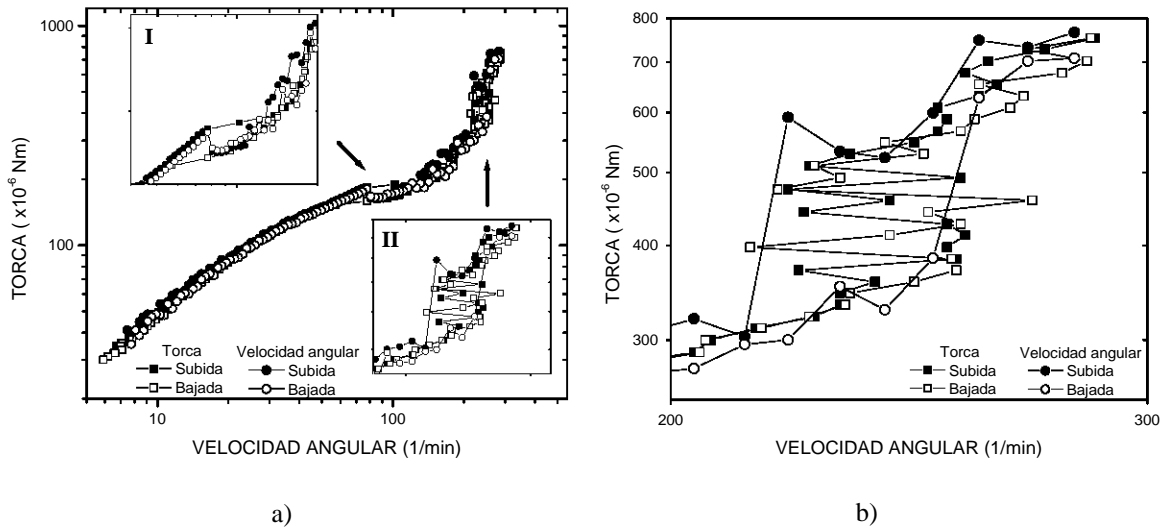 1000
100
TORCA ( x10-6 Nm)
I
II
Torca Velocidad angular
Subida Subida
Bajada Bajada
10 100
VELOCIDAD ANGULAR (1/min)
a)
800
700
600
500
400
300
TORCA (x10-6 Nm)
Torca Velocidad angular
Subida Subida
Bajada Bajada
200 300
VELOCIDAD ANGULAR (1/min)
b)